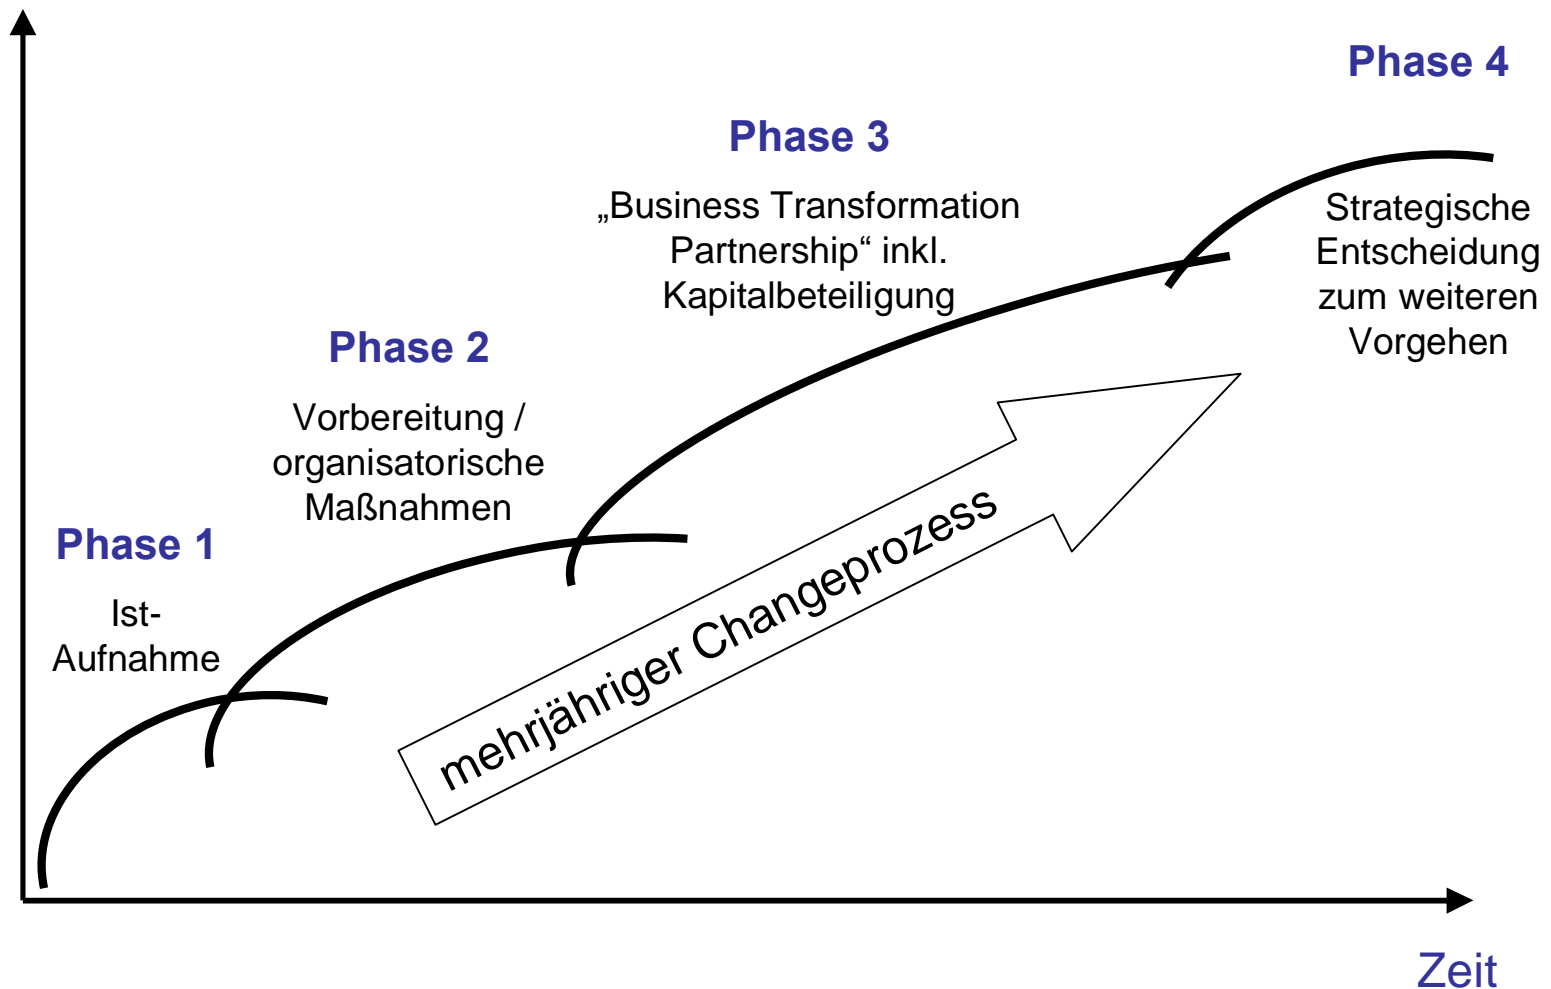 Phase 1
Ist-
Aufnahme
Phase 2
Vorbereitung /
organisatorische
Maßnahmen
Phase 3
„Business Transformation
Partnership“ inkl.
Kapitalbeteiligung
Phase 4
Strategische
Entscheidung
zum weiteren
Vorgehen
mehrjähriger Changeprozess
Zeit